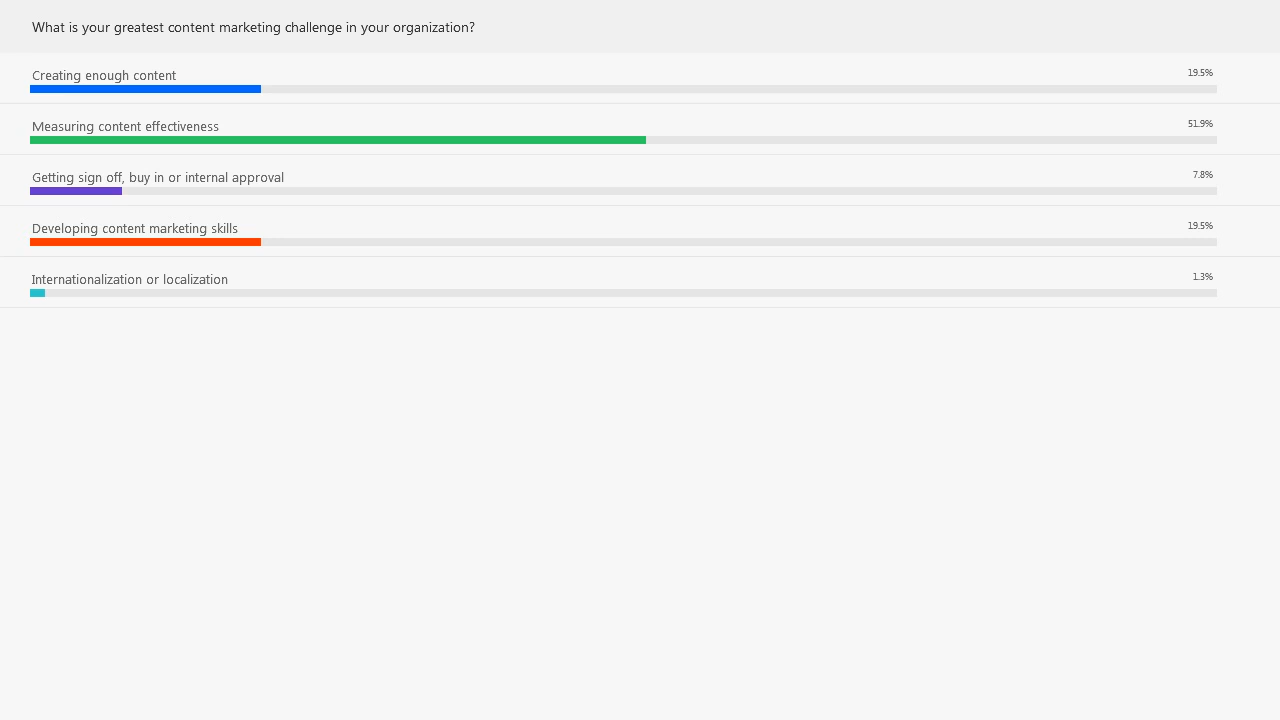 What is your greatest content marketing challenge in your organization?
Creating enough content 19.5%
Measuring content effectiveness 51.9%
Getting sign off, buy in or internal approval 7.8%
Developing content marketing skills 19.5%
Internationalization or localization 1.3%